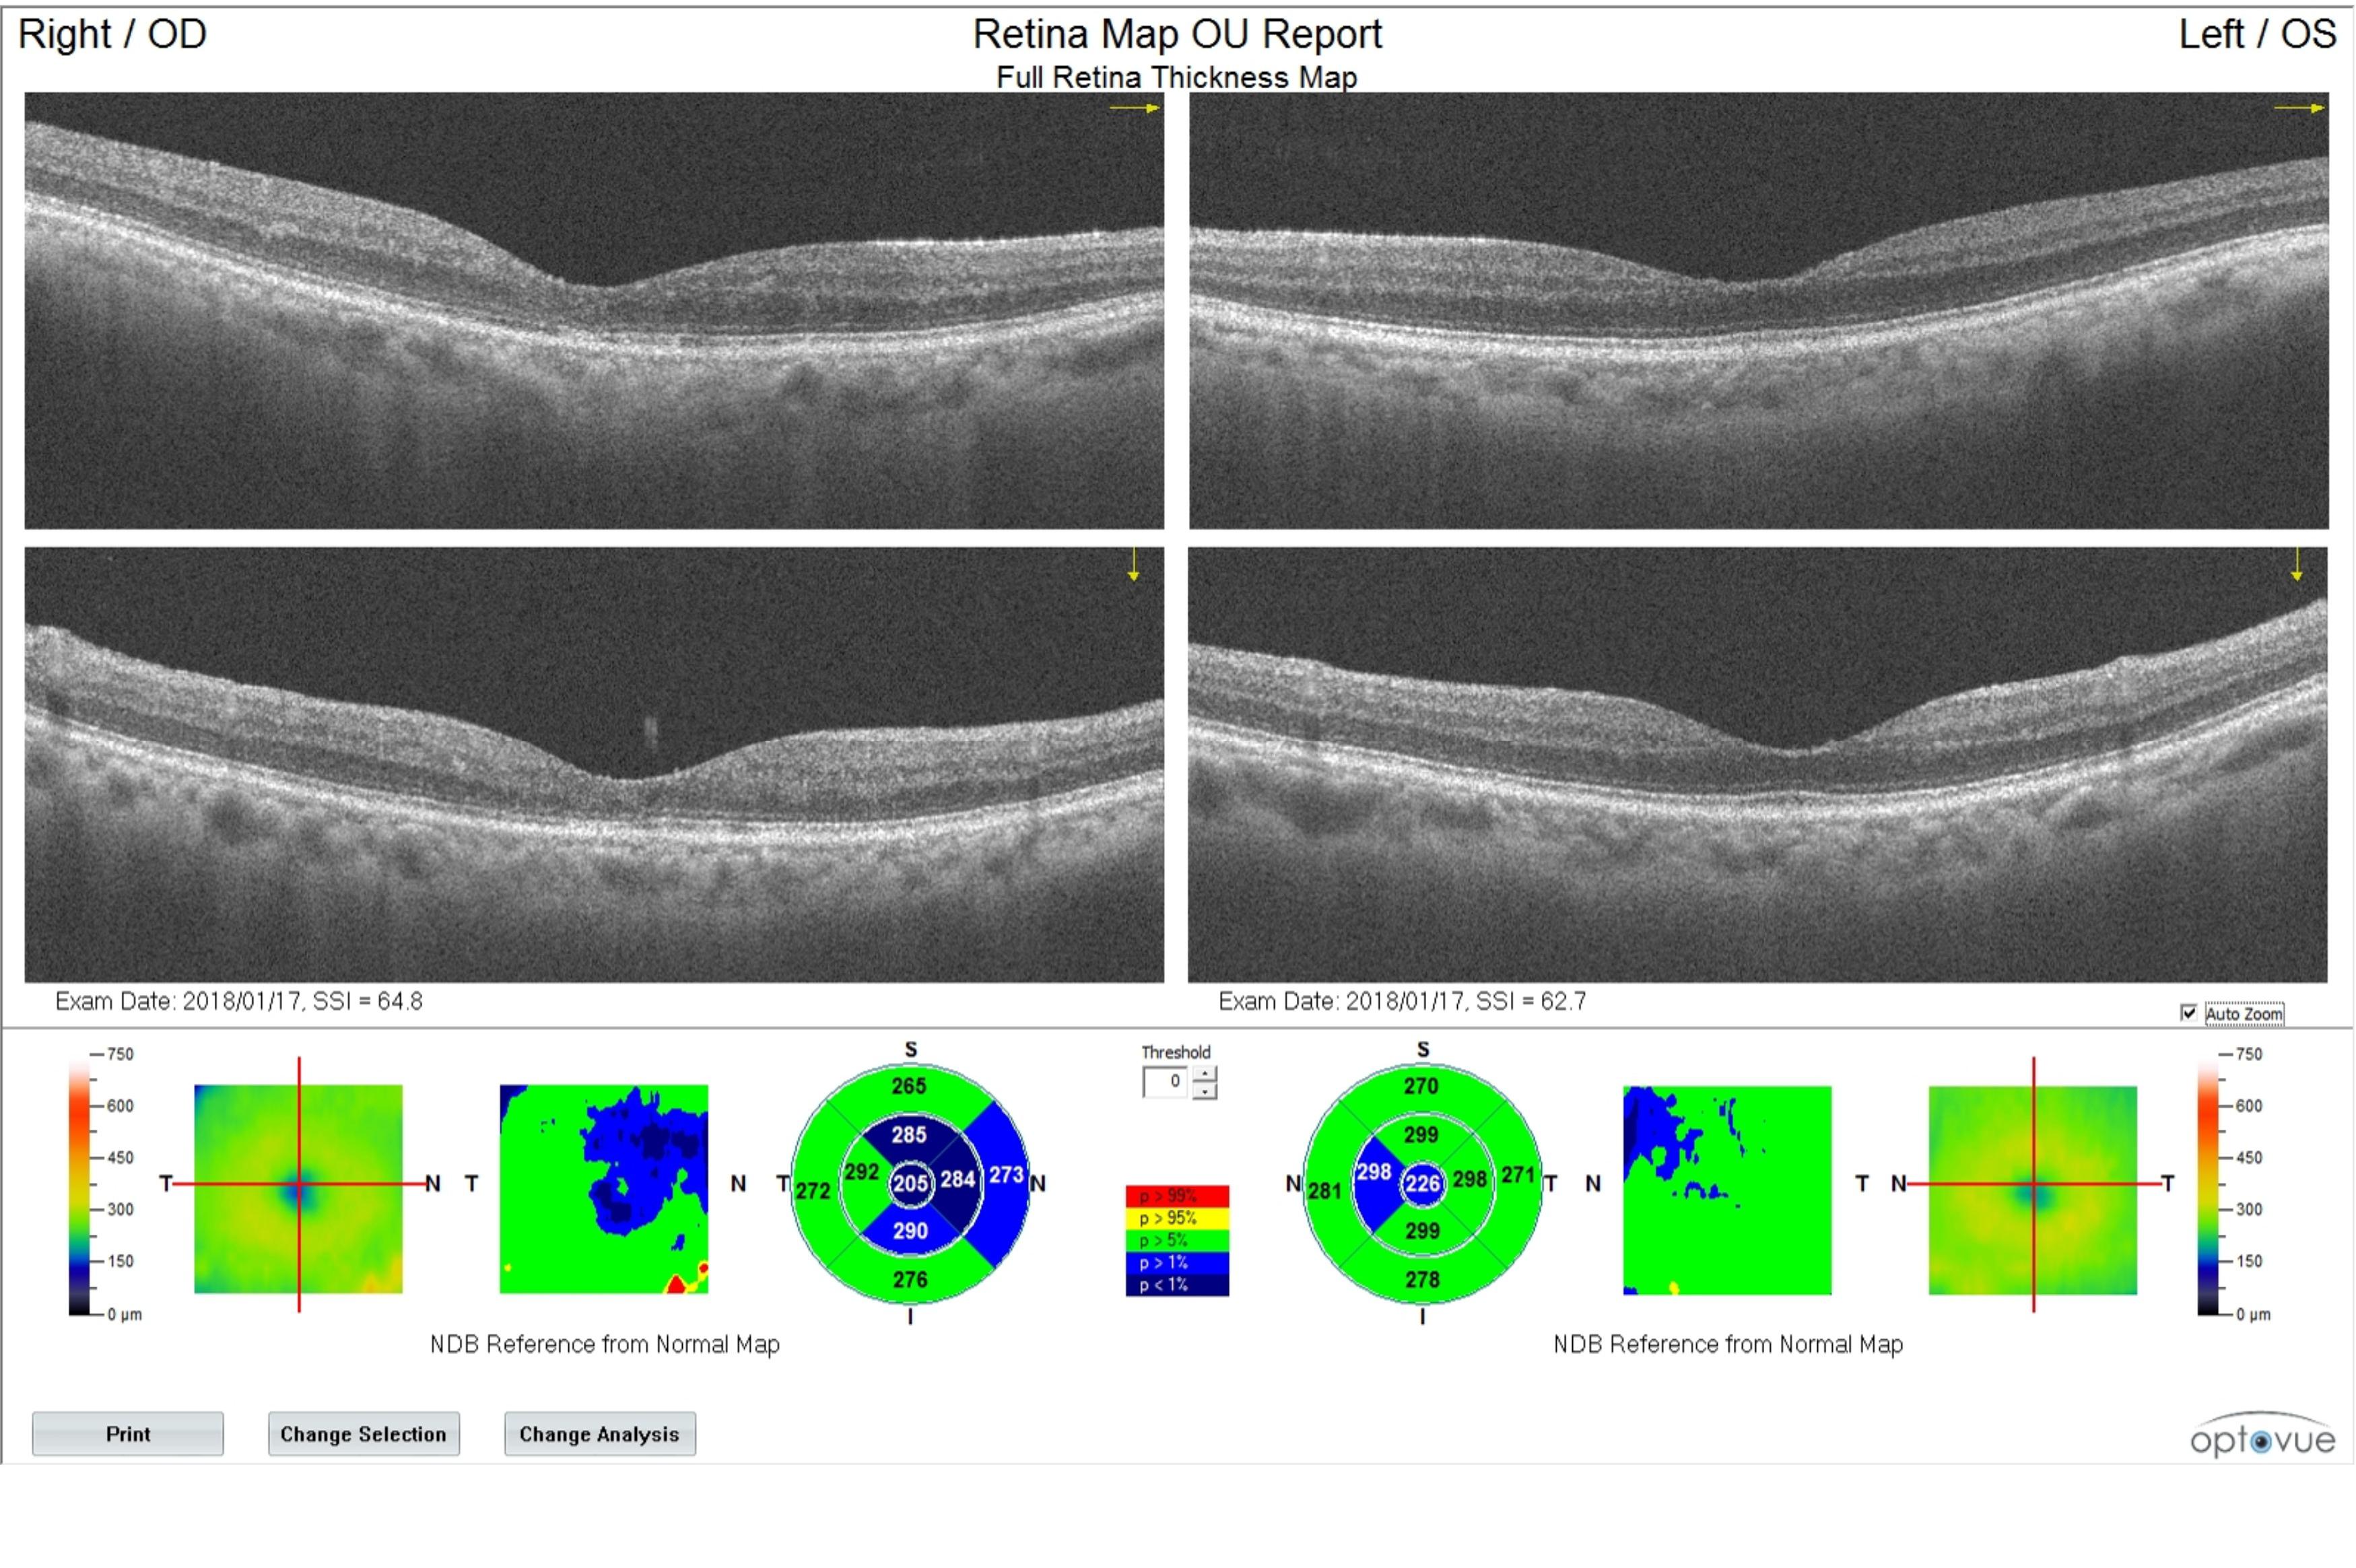 Right / OD
Retina Map OU Report
Left / OS
Full Retina Thickness Map
Exam Date: 2018/01/17, SSI = 64.8
Exam Date: 2018/01/17, SSI = 62.7
Auto Zoom
750
600
450
300
150
0 µm
T
N
T
N
S
265
285
292
205
284
273
272
T
N
290
276
I
NDB Reference from Normal Map
Threshold
0
p > 99%
p > 95%
p > 5%
p > 1%
p < 1%
S
270
299
298
226
298
271
281
N
T
299
278
I
N
T
N
T
NDB Reference from Normal Map
750
600
450
300
150
0 µm
Print
Change Selection
Change Analysis
optovue